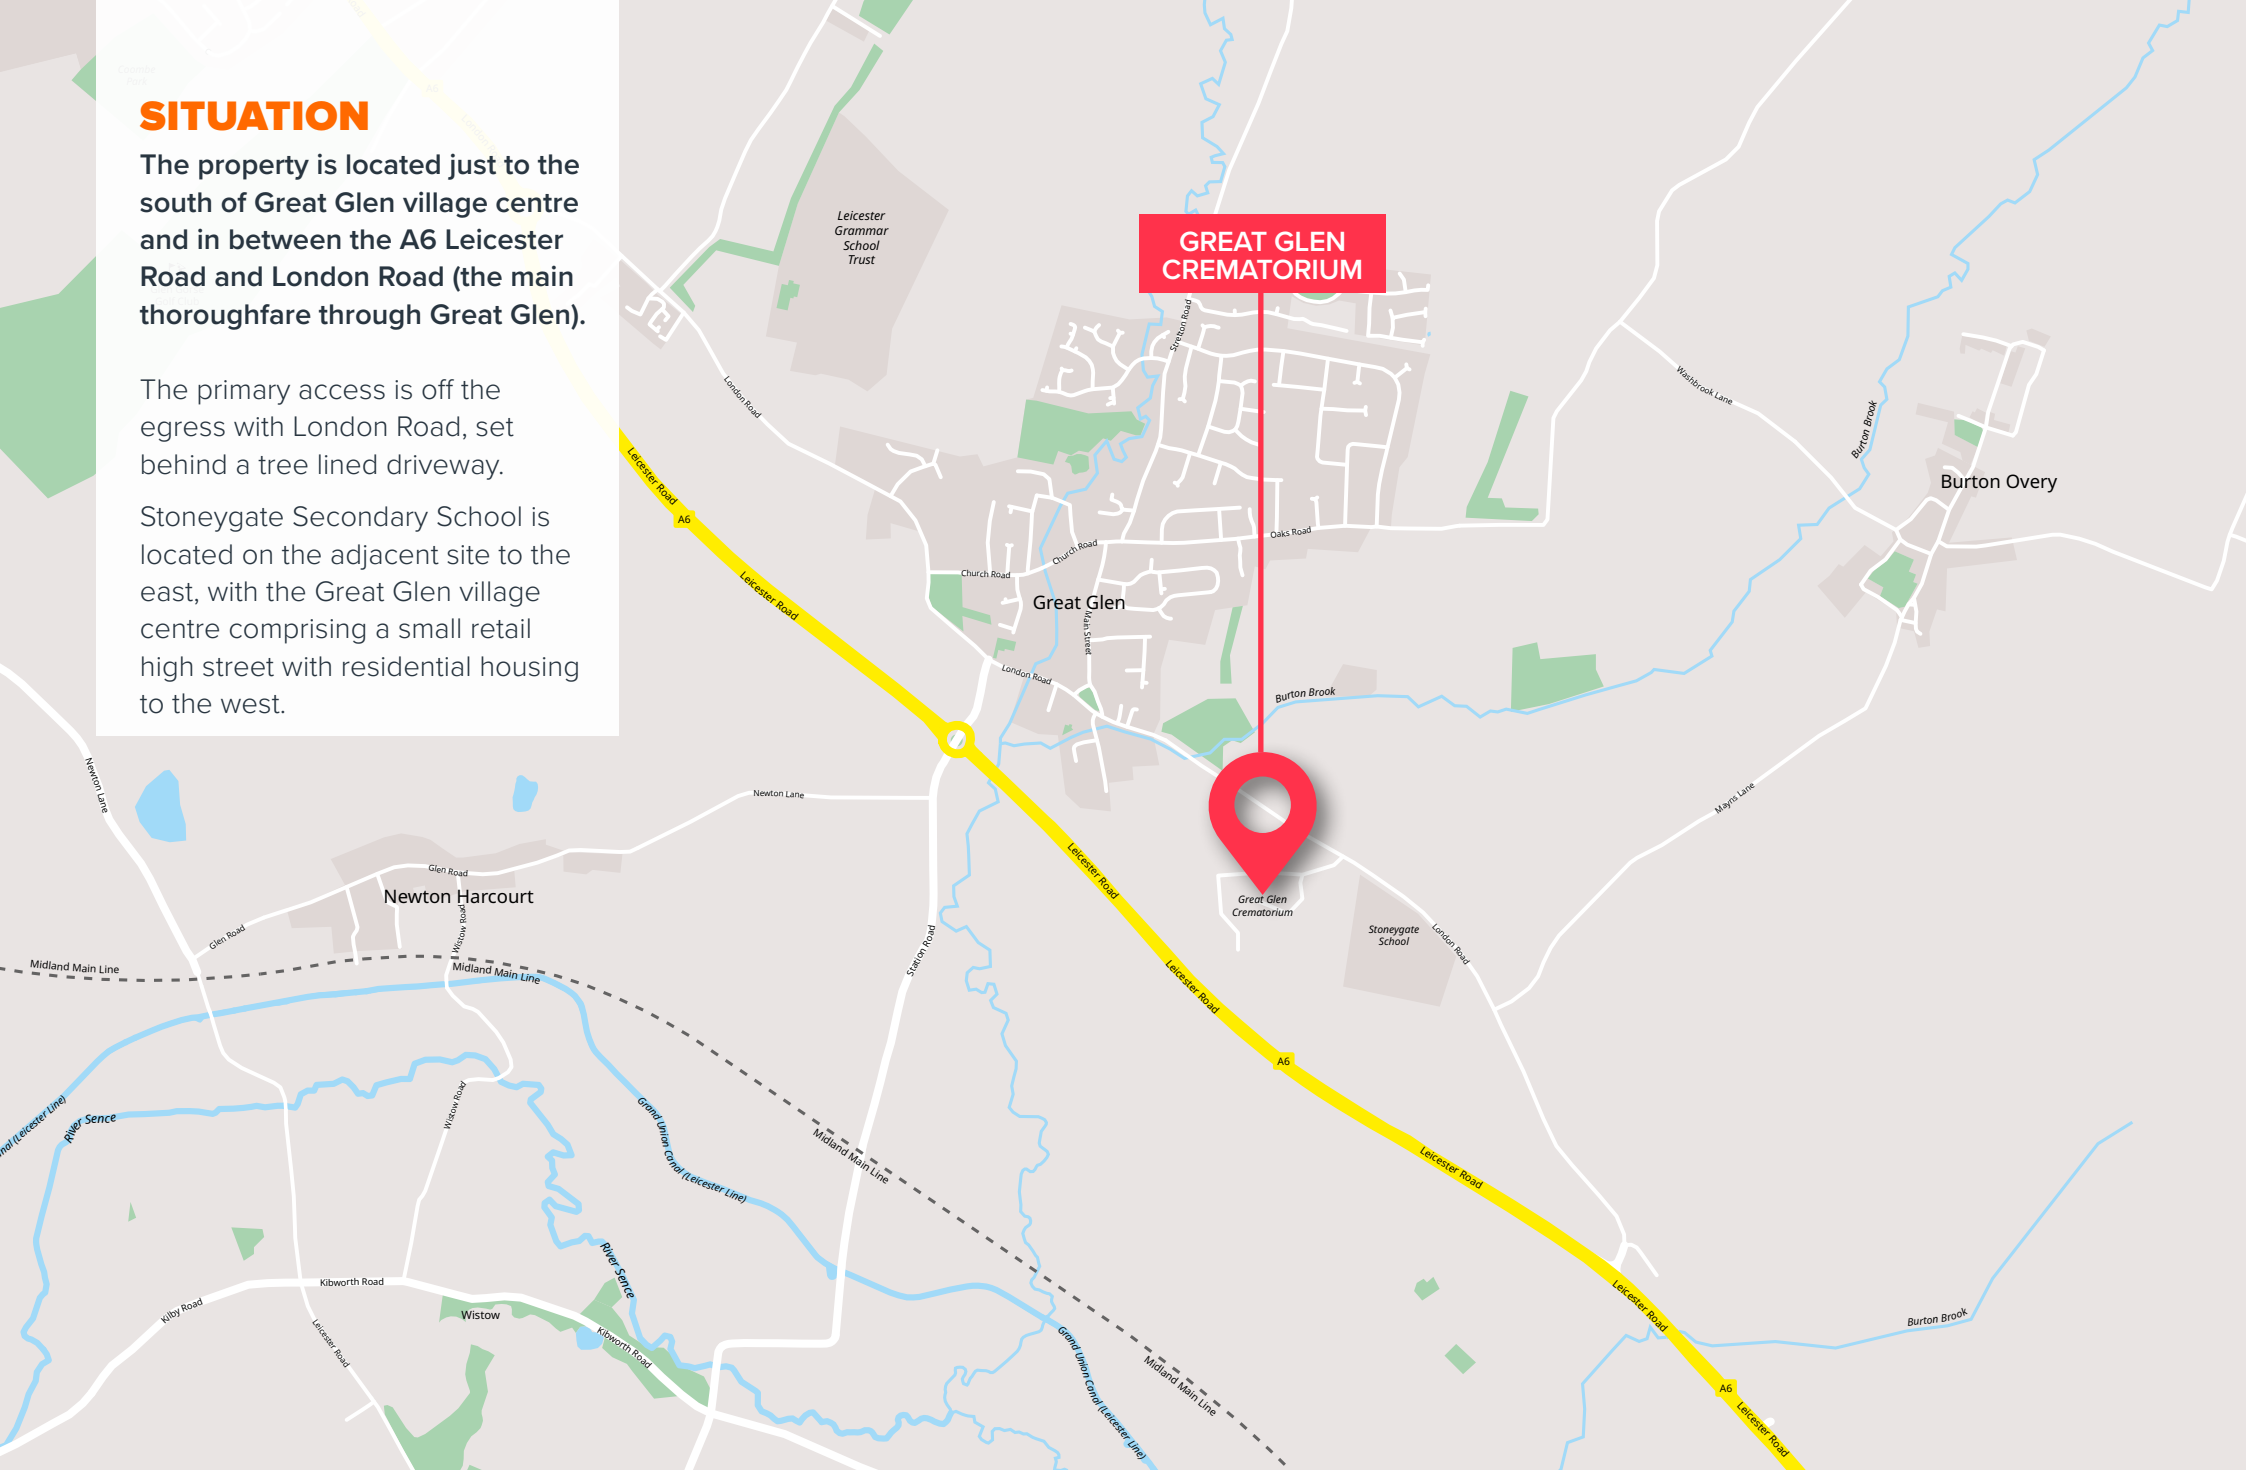 SITUATION
The property is located just to the
south of Great Glen village centre
and in between the A6 Leicester
Road and London Road (the main
thoroughfare through Great Glen).
The primary access is off the
egress with London Road, set
behind a tree lined driveway.
Stoneygate Secondary School is
located on the adjacent site to the
east, with the Great Glen village
centre comprising a small retail
high street with residential housing
to the west.
GREAT GLEN
CREMATORIUM
Leicester
Grammar
School
Trust
Stretton Road
London Road
Washbrook Lane
Burton Brook
Burton Overy
Leicester Road
A6
Oaks Road
Church Road
Church Road
Leicester Road
Great Glen
Main Street
London Road
Burton Brook
Newton Lane
Newton Lane
Mayns Lane
Leicester Road
Glen Road
Newton Harcourt
Wistow Road
Glen Road
Great Glen
Crematorium
Stoneygate
School
London Road
Station Road
Midland Main Line
Midland Main Line
Leicester Road
A6
(Leicester Line)
River Sence
Wistow Road
Grand Union Canal (Leicester Line)
Midland Main Line
Leicester Road
River Sence
Kibworth Road
Kilby Road
Wistow
Leicester Road
Kibworth Road
Leicester Road
Burton Brook
Grand Union Canal (Leicester Line)
Midland Main Line
A6
Leicester Road